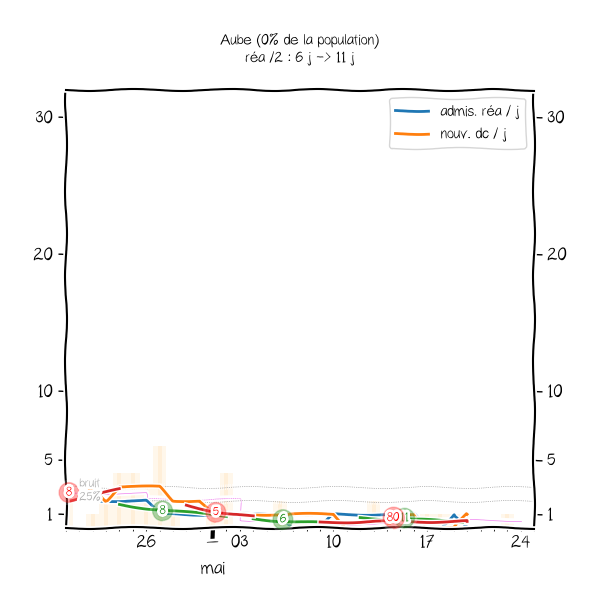 Aube (0% de la population)
réa /2 : 6 j -> 11 j
admis. réa / j
nouv. dc / j
30 30
20 20
10 10
5 5
bruit
25%
8 8 5 6 80
1 1
26 03 10 17 24
mai